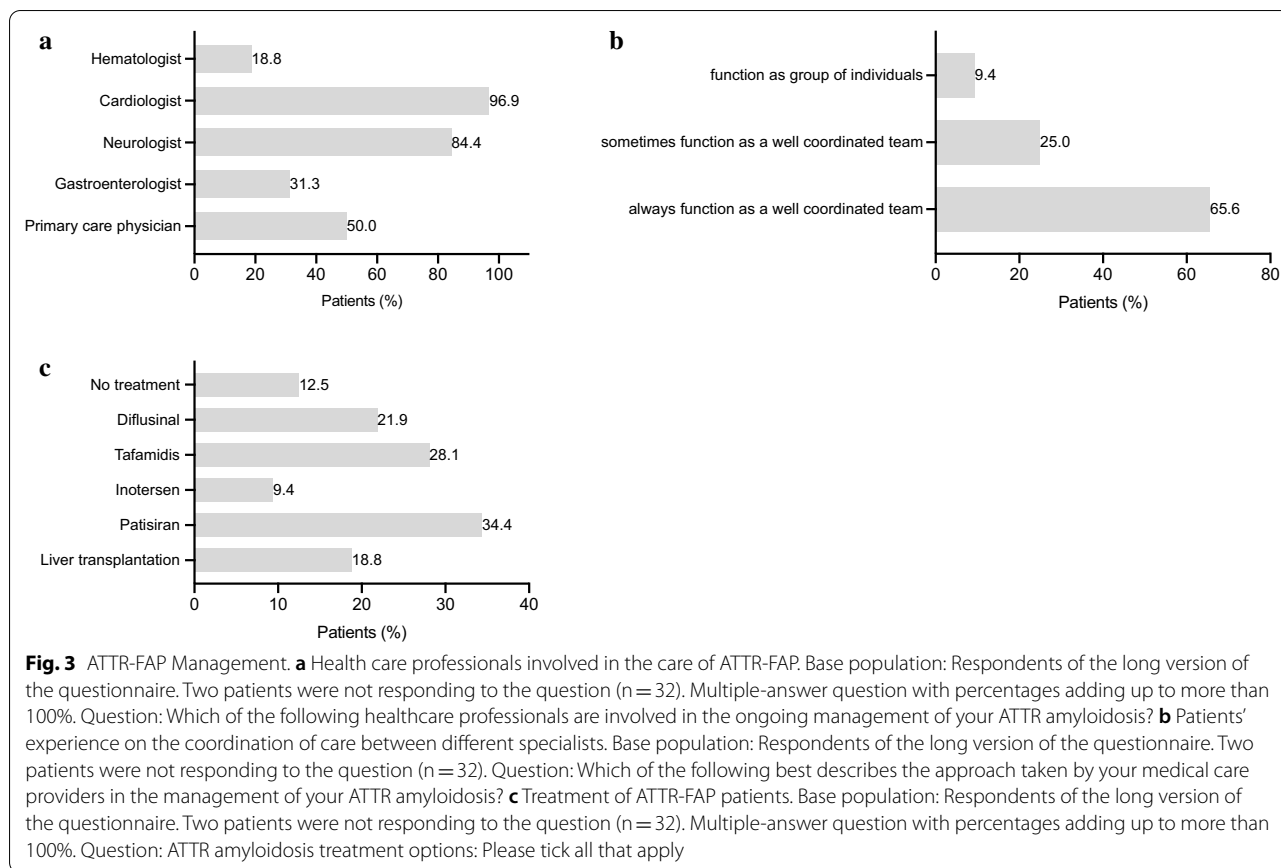 a
Hematologist 18.8
Cardiologist 96.9
Neurologist 84.4
Gastroenterologist 31.3
Primary care physician 50.0
0 20 40 60 80 100
Patients (%)
b
function as group of individuals 9.4
sometimes function as a well coordinated team 25.0
always function as a well coordinated team 65.6
0 20 40 60 80
Patients (%)
c
No treatment 12.5
Diflusinal 21.9
Tafamidis 28.1
Inotersen 9.4
Patisiran 34.4
Liver transplantation 18.8
0 10 20 30 40
Patients (%)
Fig. 3 ATTR-FAP Management. a Health care professionals involved in the care of ATTR-FAP. Base population: Respondents of the long version of
the questionnaire. Two patients were not responding to the question (n = 32). Multiple-answer question with percentages adding up to more than
100%. Question: Which of the following healthcare professionals are involved in the ongoing management of your ATTR amyloidosis? b Patients'
experience on the coordination of care between different specialists. Base population: Respondents of the long version of the questionnaire. Two
patients were not responding to the question (n = 32). Question: Which of the following best describes the approach taken by your medical care
providers in the management of your ATTR amyloidosis? c Treatment of ATTR-FAP patients. Base population: Respondents of the long version of
the questionnaire. Two patients were not responding to the question (n = 32). Multiple-answer question with percentages adding up to more than
100%. Question: ATTR amyloidosis treatment options: Please tick all that apply